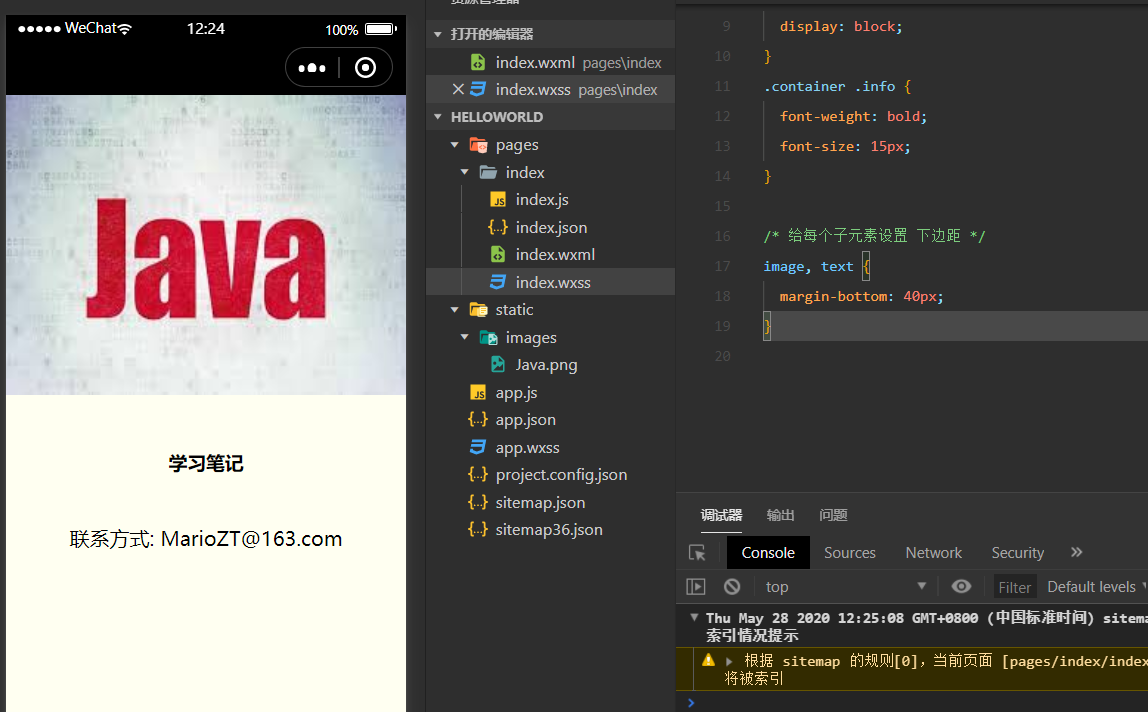 WeChat
12:24
100%
Java
学习笔记
联系方式: MarioZT@163.com
打开的编辑器
index.wxml pages\index
index.wxss pages\index
HELLOWORLD
pages
index
index.js
index.json
index.wxml
index.wxss
static
images
Java.png
app.js
app.json
app.wxss
project.config.json
sitemap.json
sitemap36.json
9 display: block;
10 }
11 .container .info {
12 font-weight: bold;
13 font-size: 15px;
14 }
15
16 /* 给每个子元素设置 下边距 */
17 image, text {
18 margin-bottom: 40px;
19 }
20
调试器 输出 问题
Console Sources Network Security »
top Filter Default levels
Thu May 28 2020 12:25:08 GMT+0800 (中国标准时间) sitema
索引情况提示
根据 sitemap 的规则[0]，当前页面 [pages/index/index
将被索引